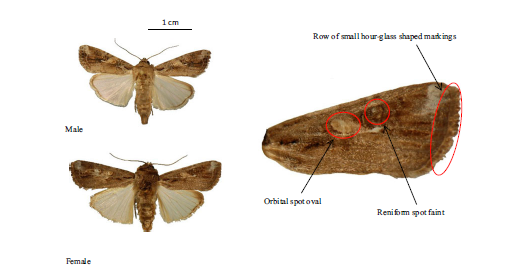 1 cm
Row of small hour-glass shaped markings
Male
Orbital spot oval
Reniform spot faint
Female